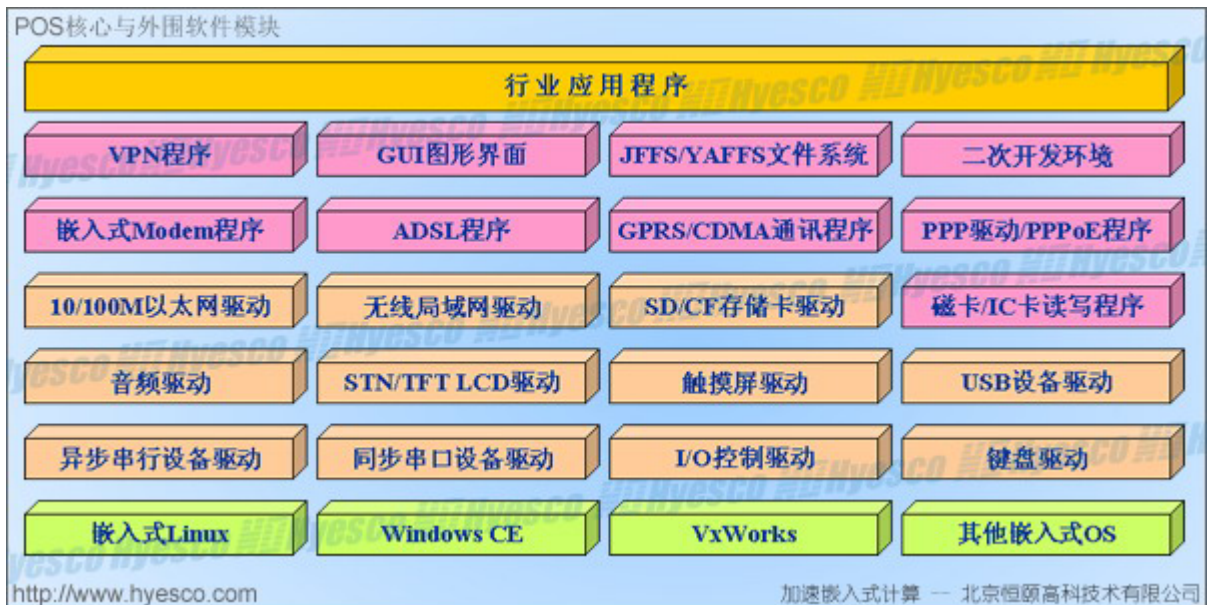 POS核心与外围软件模块
行业应用程序
VPN程序
GUI图形界面
JFFS/YAFFS文件系统
二次开发环境
嵌入式Modem程序
ADSL程序
GPRS/CDMA通讯程序
PPP驱动/PPPoE程序
10/100M以太网驱动
无线局域网驱动
SD/CF存储卡驱动
磁卡/IC卡读写程序
音频驱动
STN/TFT LCD驱动
触摸屏驱动
USB设备驱动
异步串行设备驱动
同步串口设备驱动
I/O控制驱动
键盘驱动
嵌入式Linux
Windows CE
VxWorks
其他嵌入式OS
http://www.hyesco.com
加速嵌入式计算 -- 北京恒颐高科技术有限公司